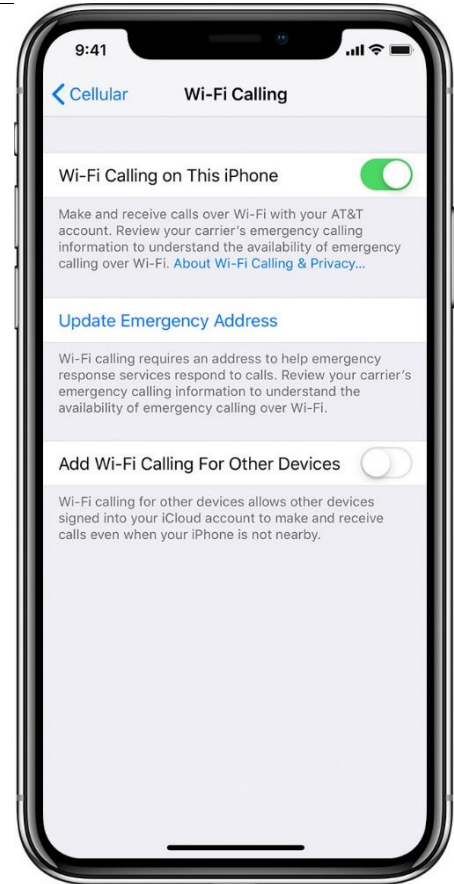 9:41
Cellular
Wi-Fi Calling
Wi-Fi Calling on This iPhone
Make and receive calls over Wi-Fi with your AT&T
account. Review your carrier's emergency calling
information to understand the availability of emergency
calling over Wi-Fi. About Wi-Fi Calling & Privacy...
Update Emergency Address
Wi-Fi calling requires an address to help emergency
response services respond to calls. Review your carrier's
emergency calling information to understand the
availability of emergency calling over Wi-Fi.
Add Wi-Fi Calling For Other Devices
Wi-Fi calling for other devices allows other devices
signed into your iCloud account to make and receive
calls even when your iPhone is not nearby.